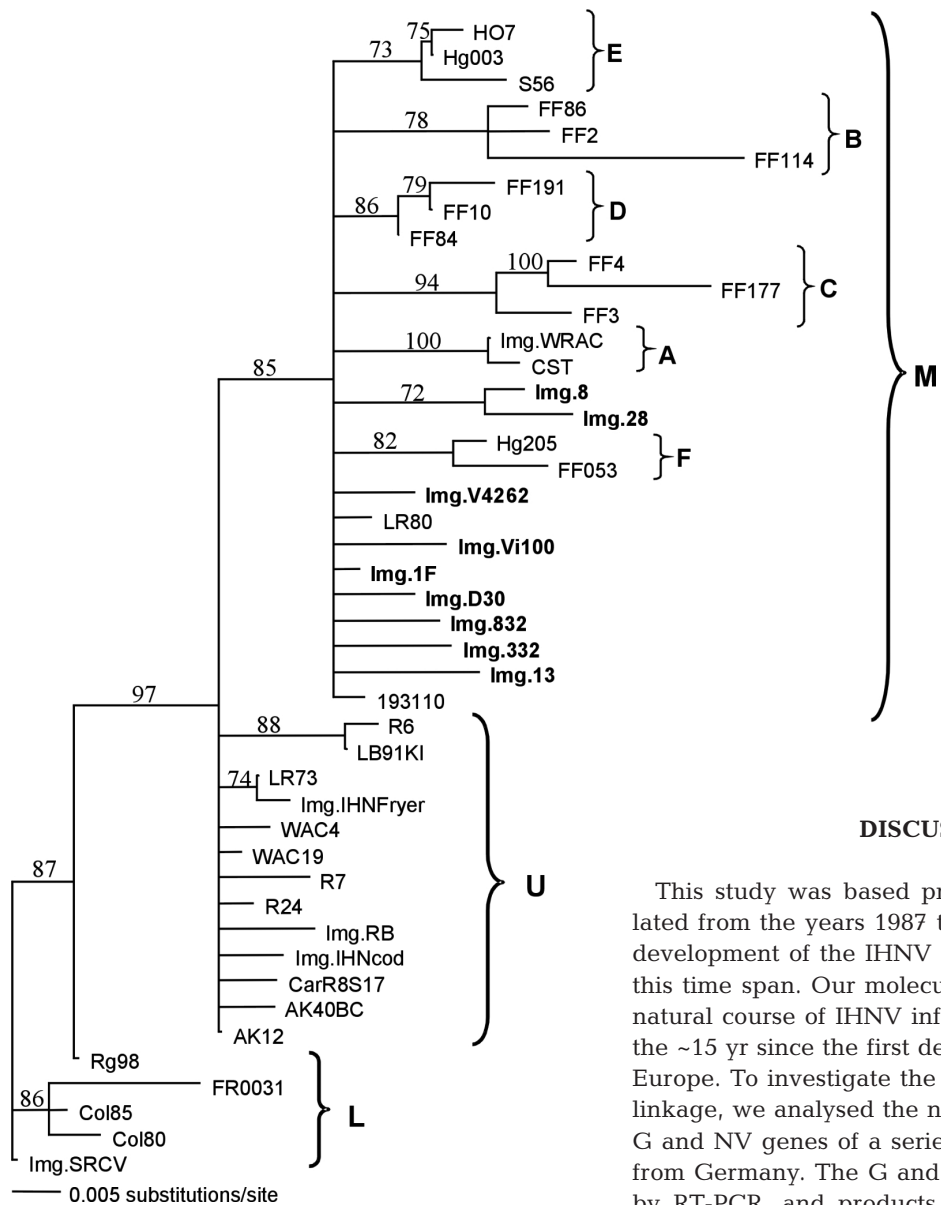 75
HO7
73
Hg003
E
S56
FF86
78
FF2
B
FF114
79
FF191
86
FF10
D
FF84
100
FF4
94
FF177
C
FF3
Img.WRAC
100
A
CST
85
Img.8
M
72
Img.28
82
Hg205
F
FF053
Img.V4262
LR80
Img.Vi100
Img.1F
Img.D30
Img.832
Img.332
Img.13
97
193110
88
R6
LB91KI
74
LR73
Img.IHNFryer
WAC4
WAC19
87
R7
U
R24
Img.RB
Img.IHNcod
CarR8S17
AK40BC
AK12
Rg98
86
FR0031
Col85
L
Col80
Img.SRCV
0.005 substitutions/site
DISCUS
This study was based pr
lated from the years 1987 t
development of the IHNV
this time span. Our molecu
natural course of IHNV inf
the ~15 yr since the first de
Europe. To investigate the
linkage, we analysed the n
G and NV genes of a serie
from Germany. The G and
by RT-PCR, and products